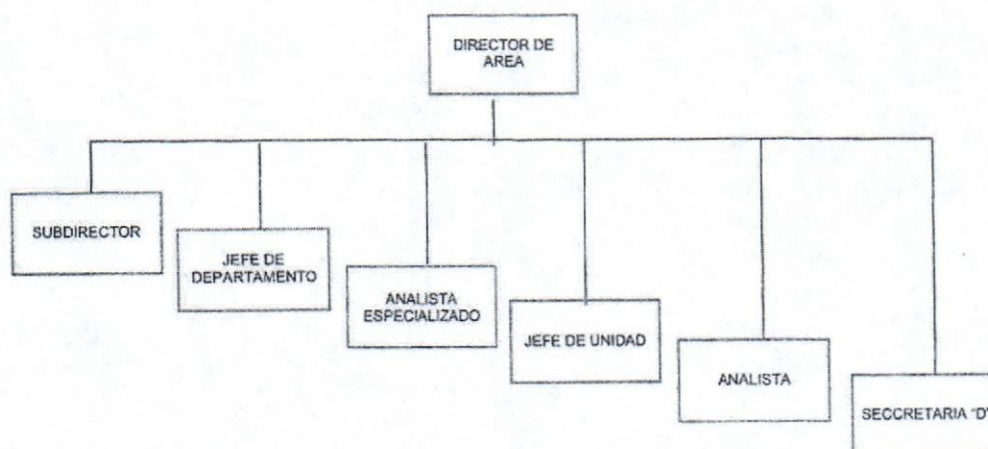 DIRECTOR DE
AREA
SUBDIRECTOR
JEFE DE
DEPARTAMENTO
ANALISTA
ESPECIALIZADO
JEFE DE UNIDAD
ANALISTA
SECCRETARIA "D"